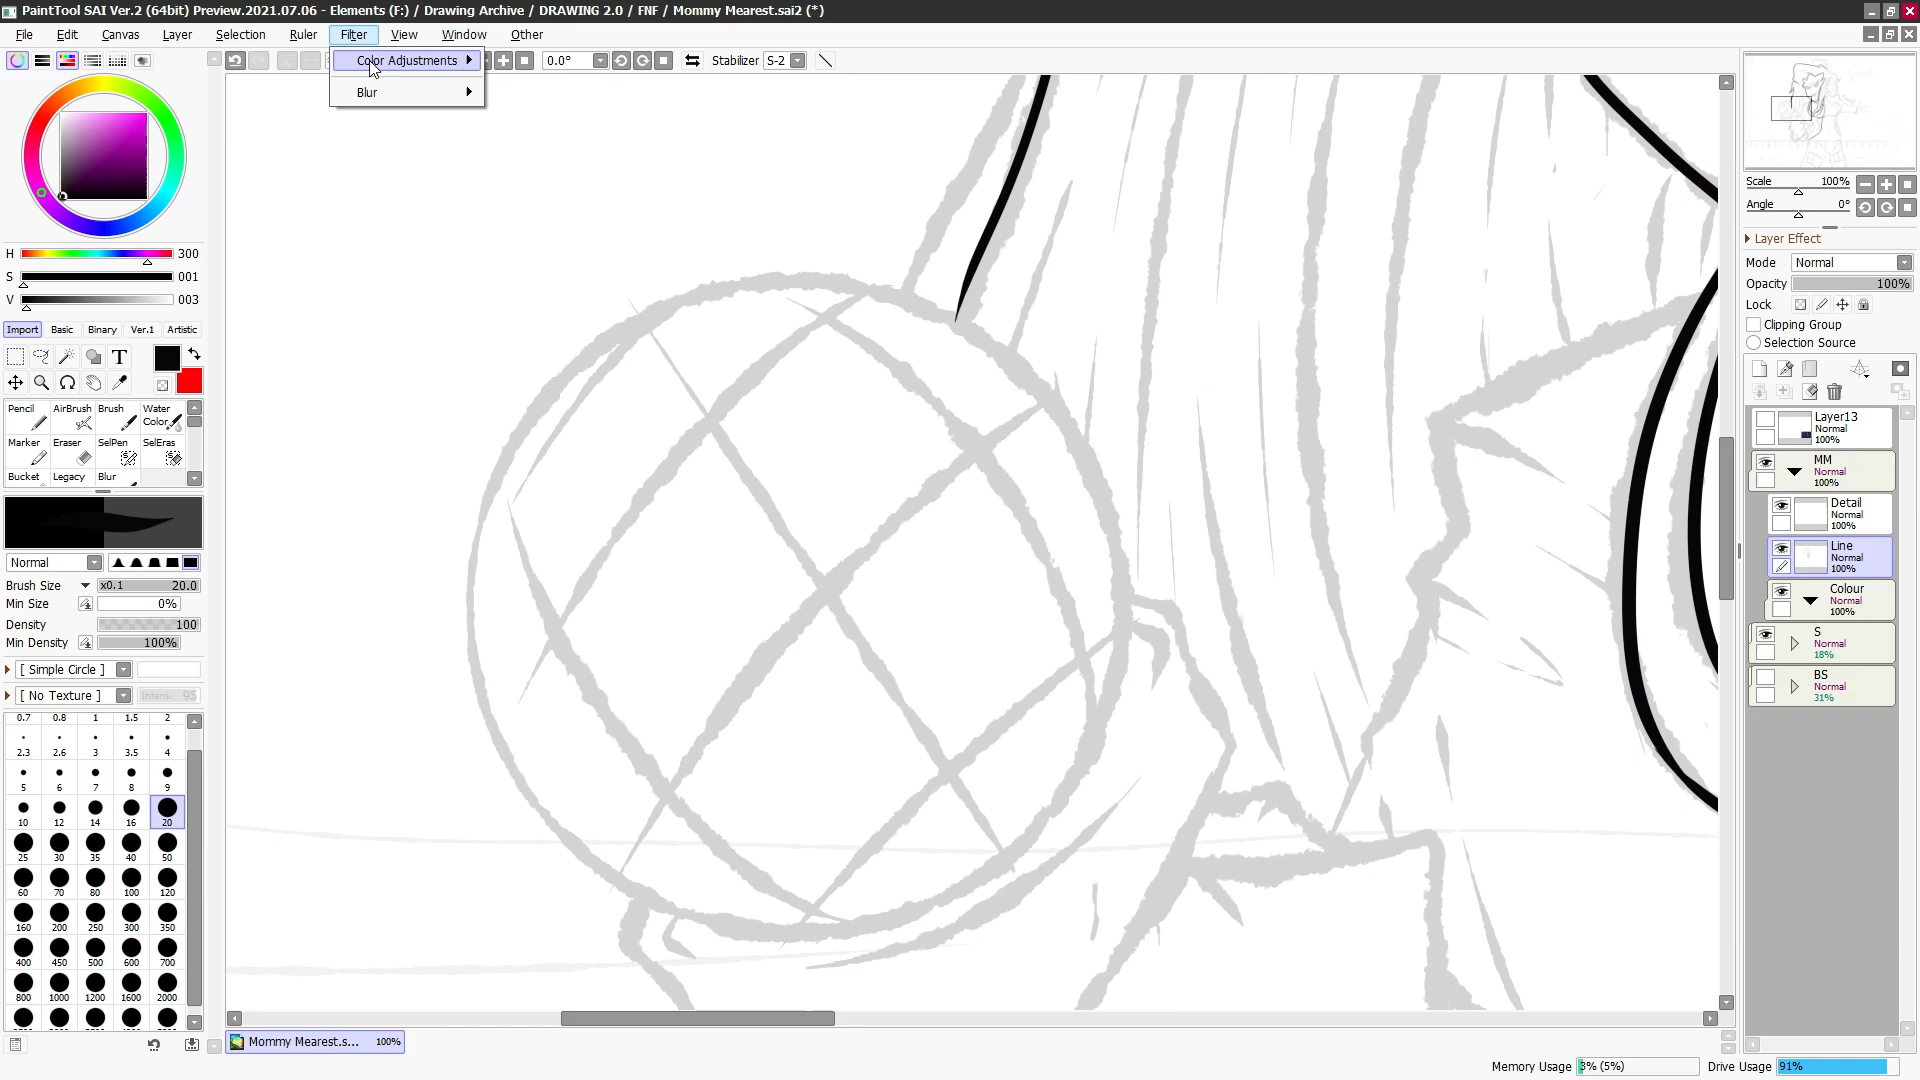 PaintTool SAI Ver.2 (64bit) Preview.2021.07.06 - Elements (F:) / Drawing Archive / DRAWING 2.0 / FNF / Mommy Mearest.sai2 (*)
File Edit Canvas Layer Selection Ruler Filter View Window Other
Color Adjustments
Blur
0.0°
Stabilizer S-2
H 300
S 001
V 003
Import Basic Binary Ver.1 Artistic
T
Pencil AirBrush Brush Water Color
Marker Eraser SelPen SelEras
Bucket Legacy Blur
Normal
Brush Size x0.1 20.0
Min Size 0%
Density 100
Min Density 100%
[ Simple Circle ]
[ No Texture ] Intens. 95
0.7 0.8 1 1.5 2
2.3 2.6 3 3.5 4
5 6 7 8 9
10 12 14 16 20
25 30 35 40 50
60 70 80 100 120
160 200 250 300 350
400 450 500 600 700
800 1000 1200 1600 2000
Mommy Mearest.s... 100%
Scale 100%
Angle 0°
Layer Effect
Mode Normal
Opacity 100%
Lock
Clipping Group
Selection Source
Layer13
Normal
100%
MM
Normal
100%
Detail
Normal
100%
Line
Normal
100%
Colour
Normal
100%
S
Normal
18%
BS
Normal
31%
Memory Usage 3% (5%) Drive Usage 91%